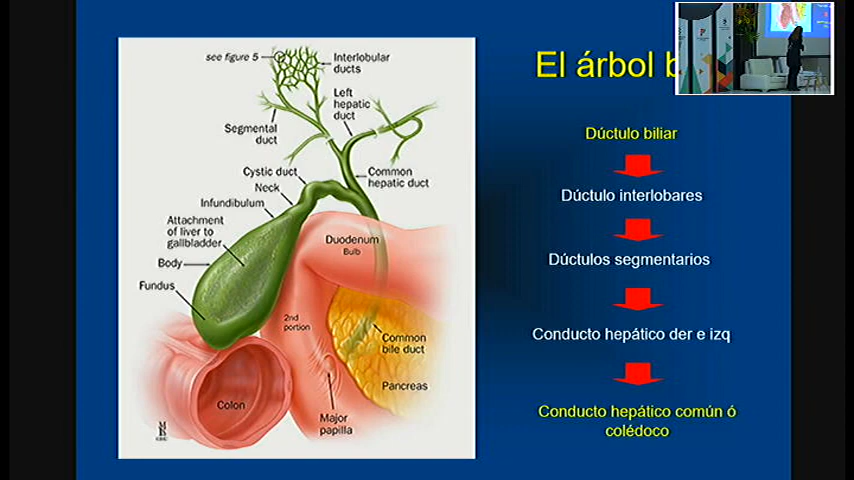 El árbol
Dúctulo biliar
Dúctulo interlobares
Dúctulos segmentarios
Conducto hepático der e izq
Conducto hepático común ó
colédoco
see figure 5
Interlobular
ducts
Left
hepatic
duct
Segmental
duct
Cystic duct
Common
hepatic duct
Neck
Infundibulum
Attachment
of liver to
gallbladder
Duodenum
Bulb
Body
Fundus
2nd
portion
Common
bile duct
Pancreas
Colon
Major
papilla